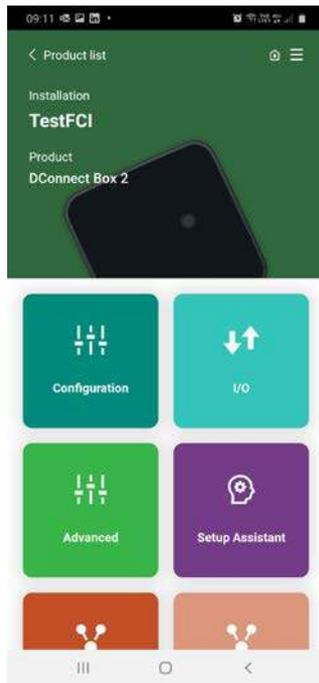 09:11
Product list
Installation
TestFCI
Product
DConnect Box 2
Configuration
I/O
Advanced
Setup Assistant